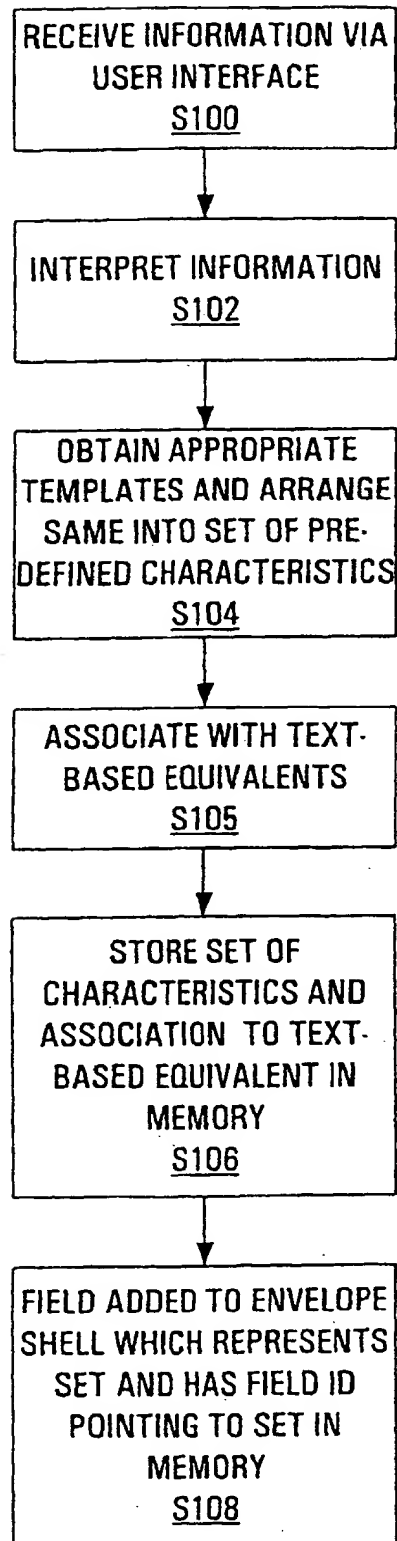 RECEIVE INFORMATION VIA
USER INTERFACE
S100
INTERPRET INFORMATION
S102
OBTAIN APPROPRIATE
TEMPLATES AND ARRANGE
SAME INTO SET OF PRE-
DEFINED CHARACTERISTICS
S104
ASSOCIATE WITH TEXT-
BASED EQUIVALENTS
S105
STORE SET OF
CHARACTERISTICS AND
ASSOCIATION TO TEXT-
BASED EQUIVALENT IN
MEMORY
S106
FIELD ADDED TO ENVELOPE
SHELL WHICH REPRESENTS
SET AND HAS FIELD ID
POINTING TO SET IN
MEMORY
S108